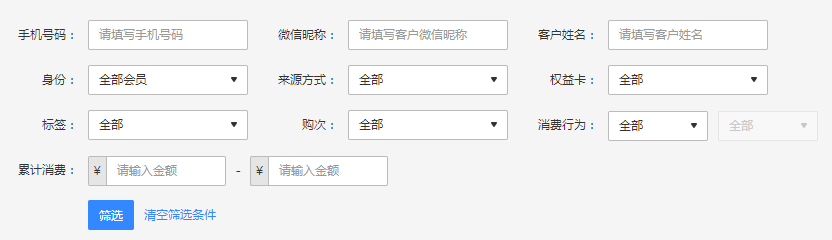 手机号码： 请填写手机号码 微信昵称： 请填写客户微信昵称 客户姓名： 请填写客户姓名
身份： 全部会员 来源方式： 全部 权益卡： 全部
标签： 全部 购次： 全部 消费行为： 全部 全部
累计消费： ¥ 请输入金额 - ¥ 请输入金额
筛选 清空筛选条件